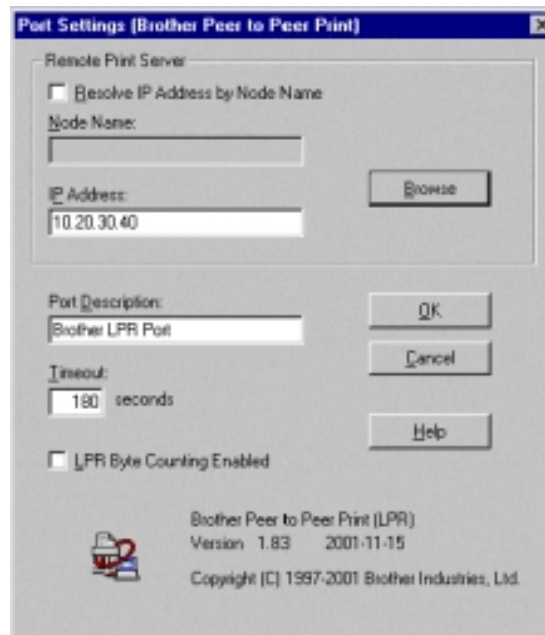 Port Settings (Brother Peer to Peer Print)
Remote Print Server
Resolve IP Address by Node Name
Node Name:
IP Address:
10.20.30.40
Browse
Port Description:
Brother LPR Port
OK
Cancel
Timeout:
180 seconds
Help
LPR Byte Counting Enabled
Brother Peer to Peer Print (LPR)
Version 1.83 2001-11-15
Copyright (C) 1997-2001 Brother Industries, Ltd.